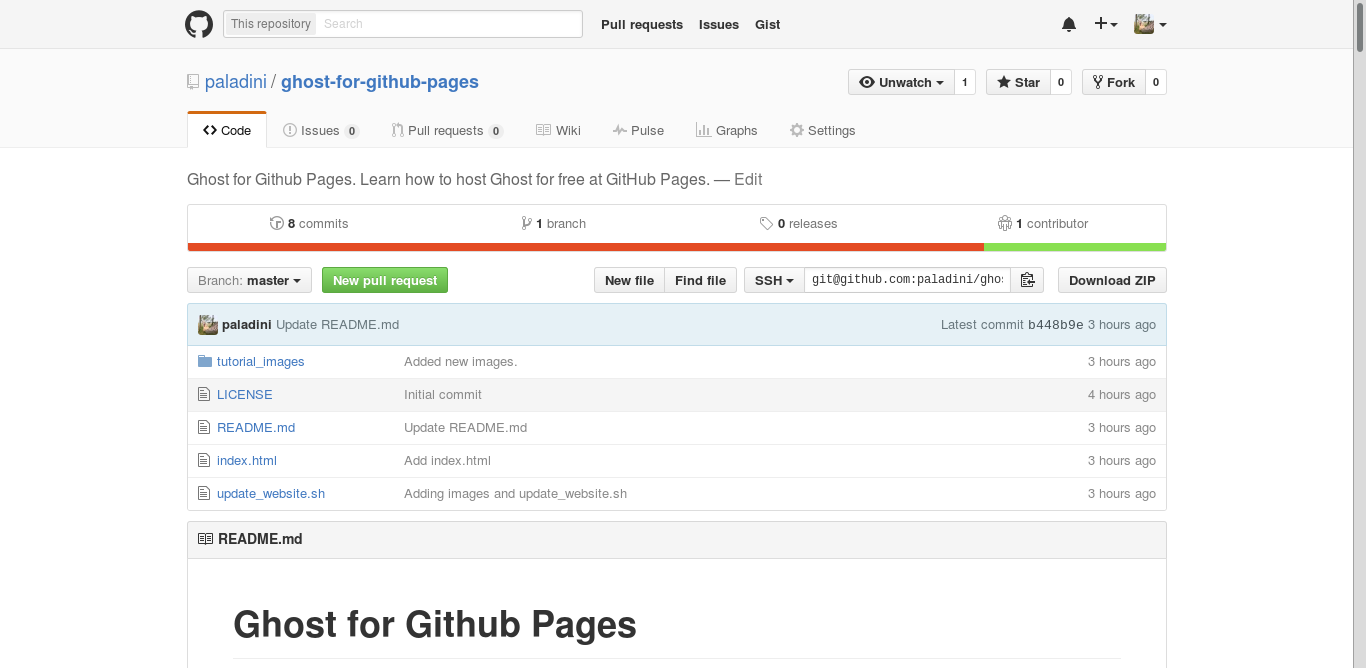 This repository Search Pull requests Issues Gist
paladini / ghost-for-github-pages Unwatch 1 Star 0 Fork 0
Code Issues 0 Pull requests 0 Wiki Pulse Graphs Settings
Ghost for Github Pages. Learn how to host Ghost for free at GitHub Pages. — Edit
8 commits 1 branch 0 releases 1 contributor
Branch: master New pull request New file Find file SSH git@github.com:paladini/ghos Download ZIP
paladini Update README.md Latest commit b448b9e 3 hours ago
tutorial_images Added new images. 3 hours ago
LICENSE Initial commit 4 hours ago
README.md Update README.md 3 hours ago
index.html Add index.html 3 hours ago
update_website.sh Adding images and update_website.sh 3 hours ago
README.md
Ghost for Github Pages